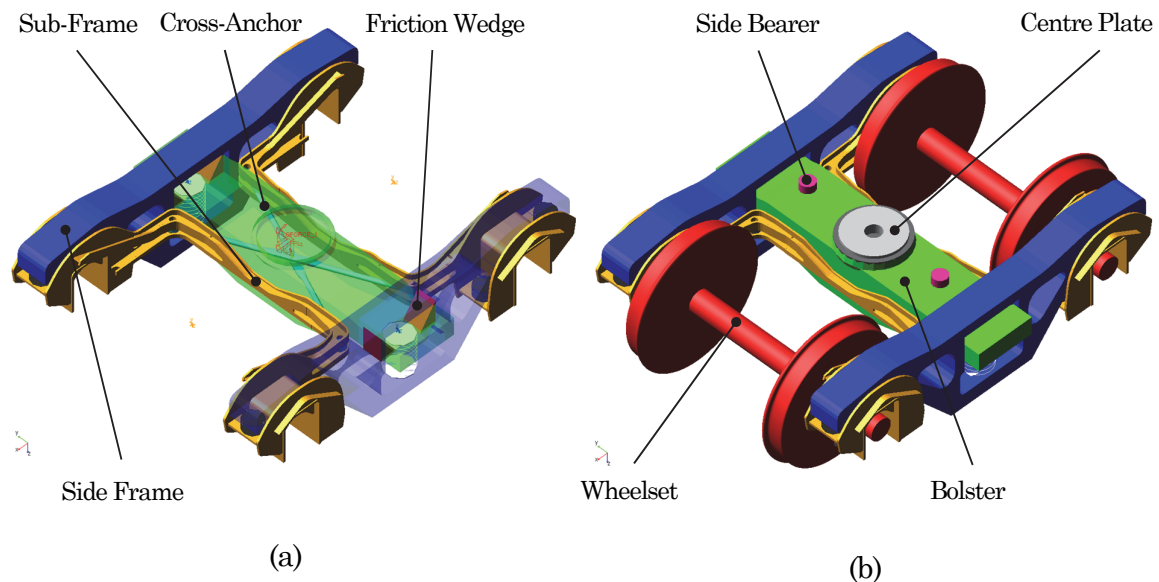 Sub-Frame Cross-Anchor Friction Wedge Side Bearer Centre Plate
Side Frame Wheelset Bolster
(a) (b)